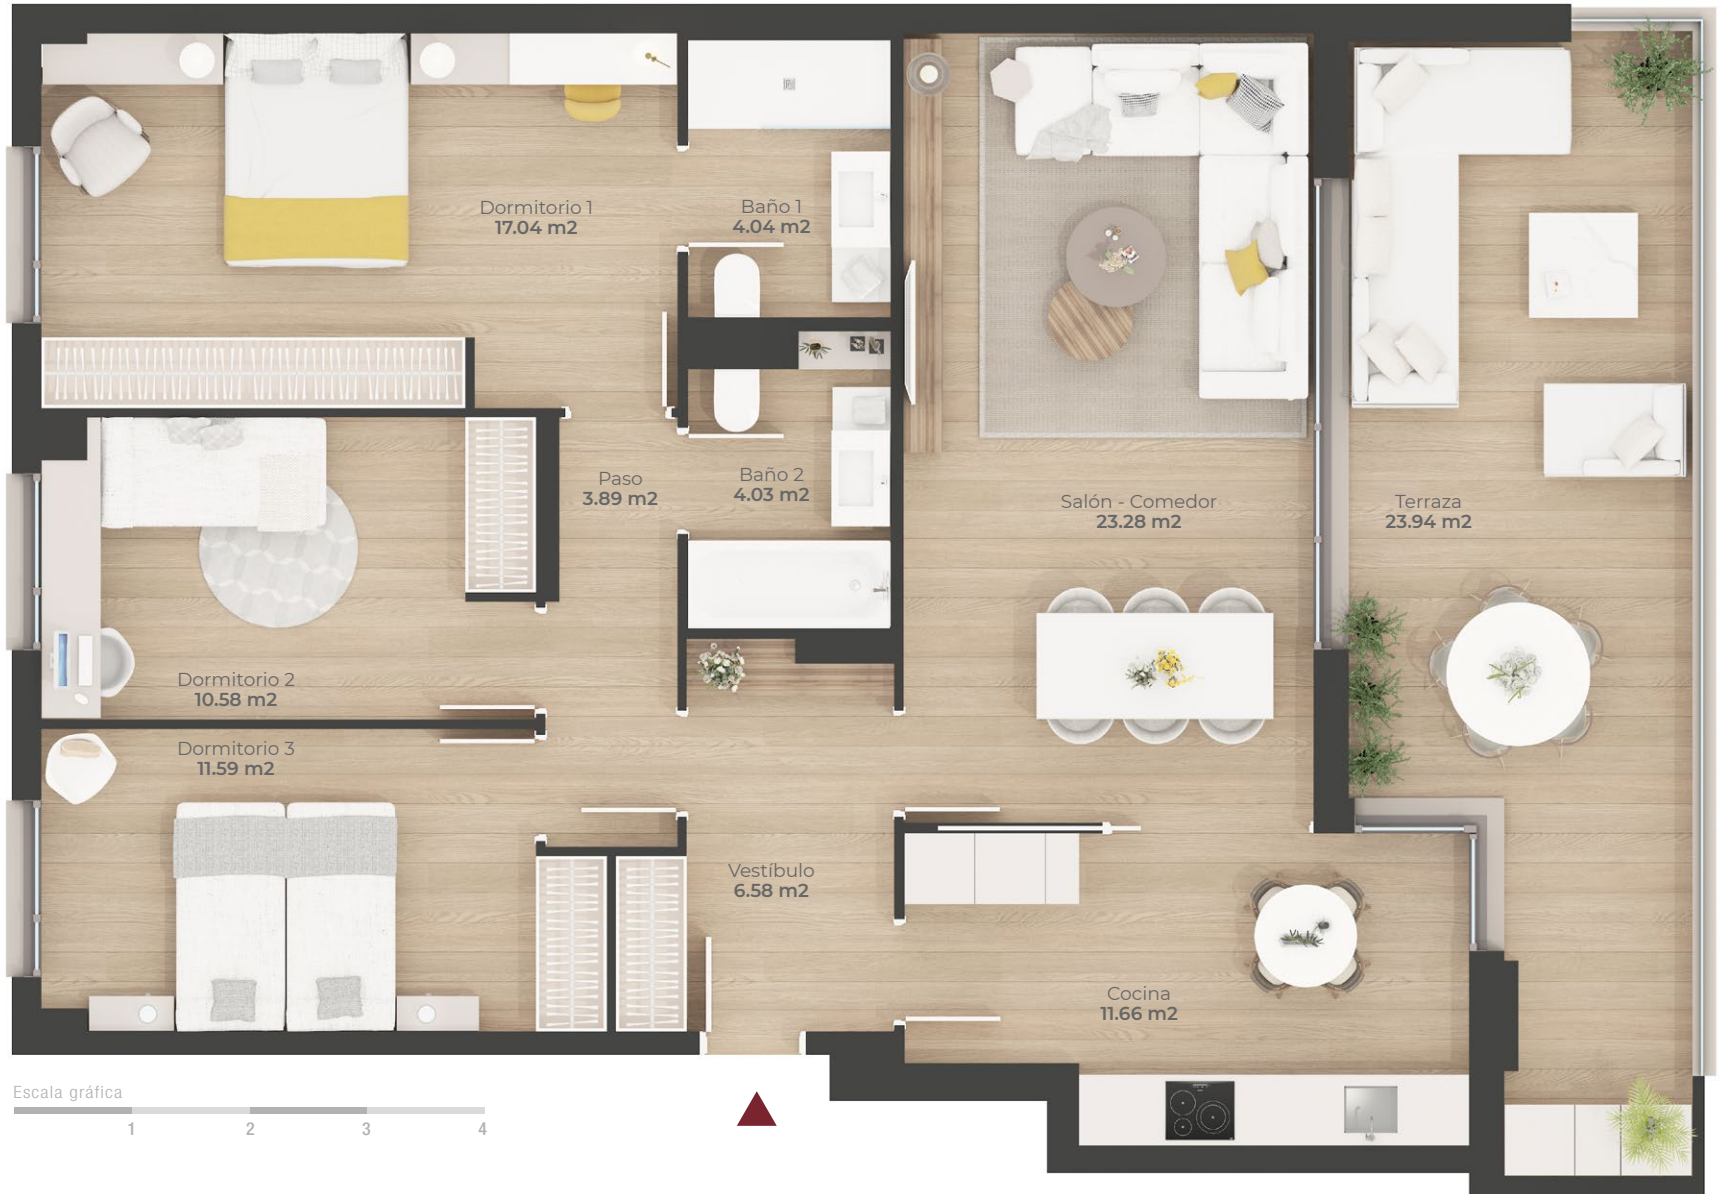 Dormitorio 1
17.04 m2
Baño 1
4.04 m2
Paso
3.89 m2
Baño 2
4.03 m2
Salón - Comedor
23.28 m2
Terraza
23.94 m2
Dormitorio 2
10.58 m2
Dormitorio 3
11.59 m2
Vestíbulo
6.58 m2
Cocina
11.66 m2
Escala gráfica
1 2 3 4